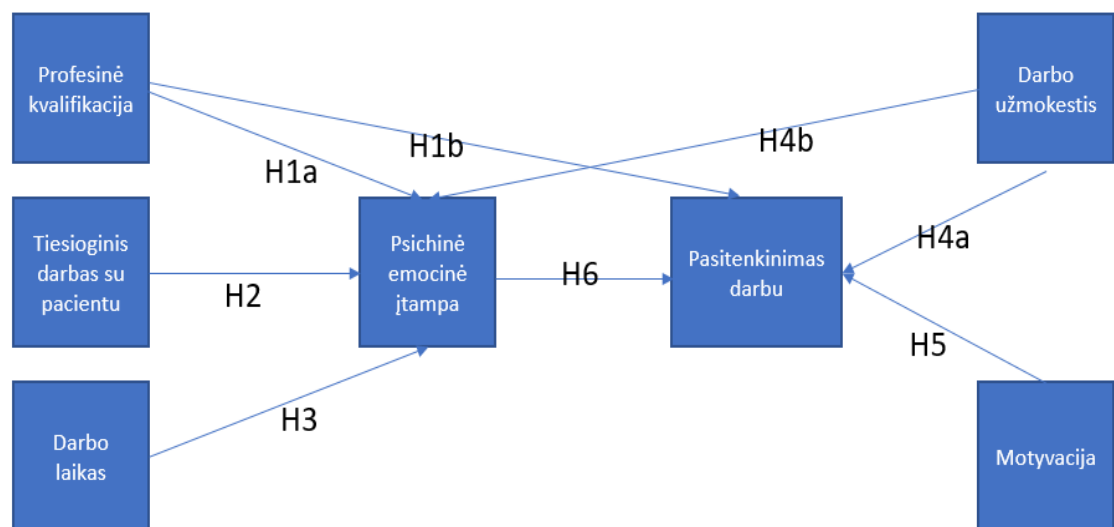 Profesinė
kvalifikacija
Darbo
užmokestis
H1a
H1b
H4b
H4a
Tiesioginis
darbas su
pacientu
Psichinė
emocinė
įtampa
Pasitenkinimas
darbu
H2
H6
H5
H3
Darbo
laikas
Motyvacija